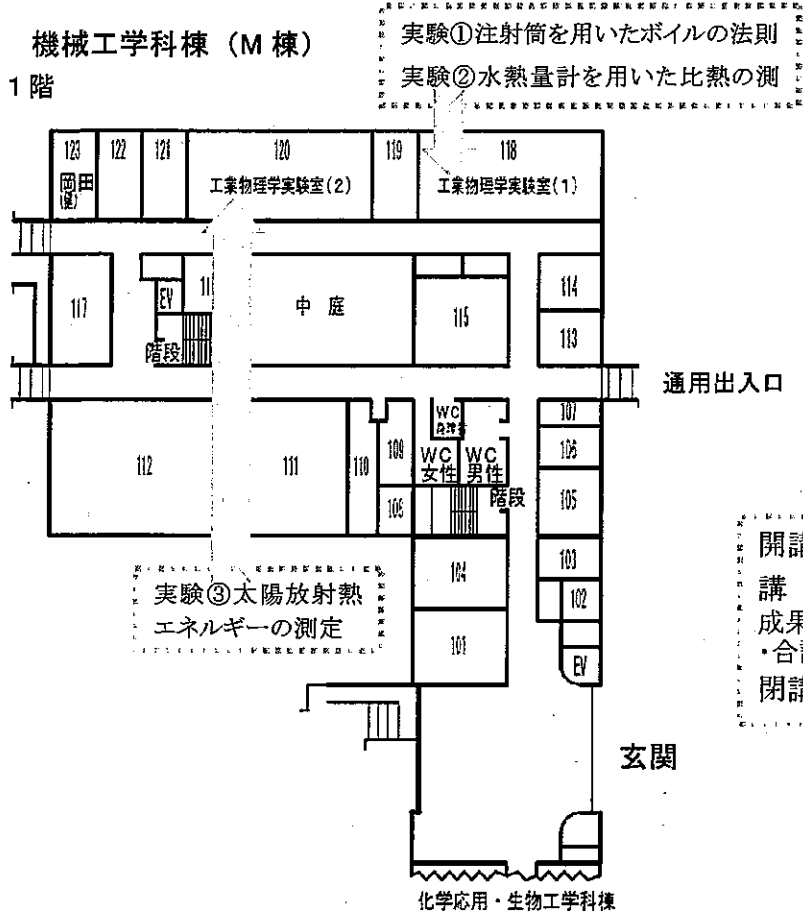 機械工学科棟（M 棟）
1 階
実験①注射筒を用いたボイルの法則
実験②水熱量計を用いた比熱の測
123
岡田
(健)
122
121
120
工業物理学実験室(2)
119
118
工業物理学実験室(1)
117
EV
階段
11
中 庭
115
114
113
通用出入口
112
111
110
109
108
WC
WC
女性
WC
男性
階段
107
106
105
104
103
102
101
EV
実験③太陽放射熱
エネルギーの測定
開講
講
成果
・合
閉講
玄関
化学応用・生物工学科棟